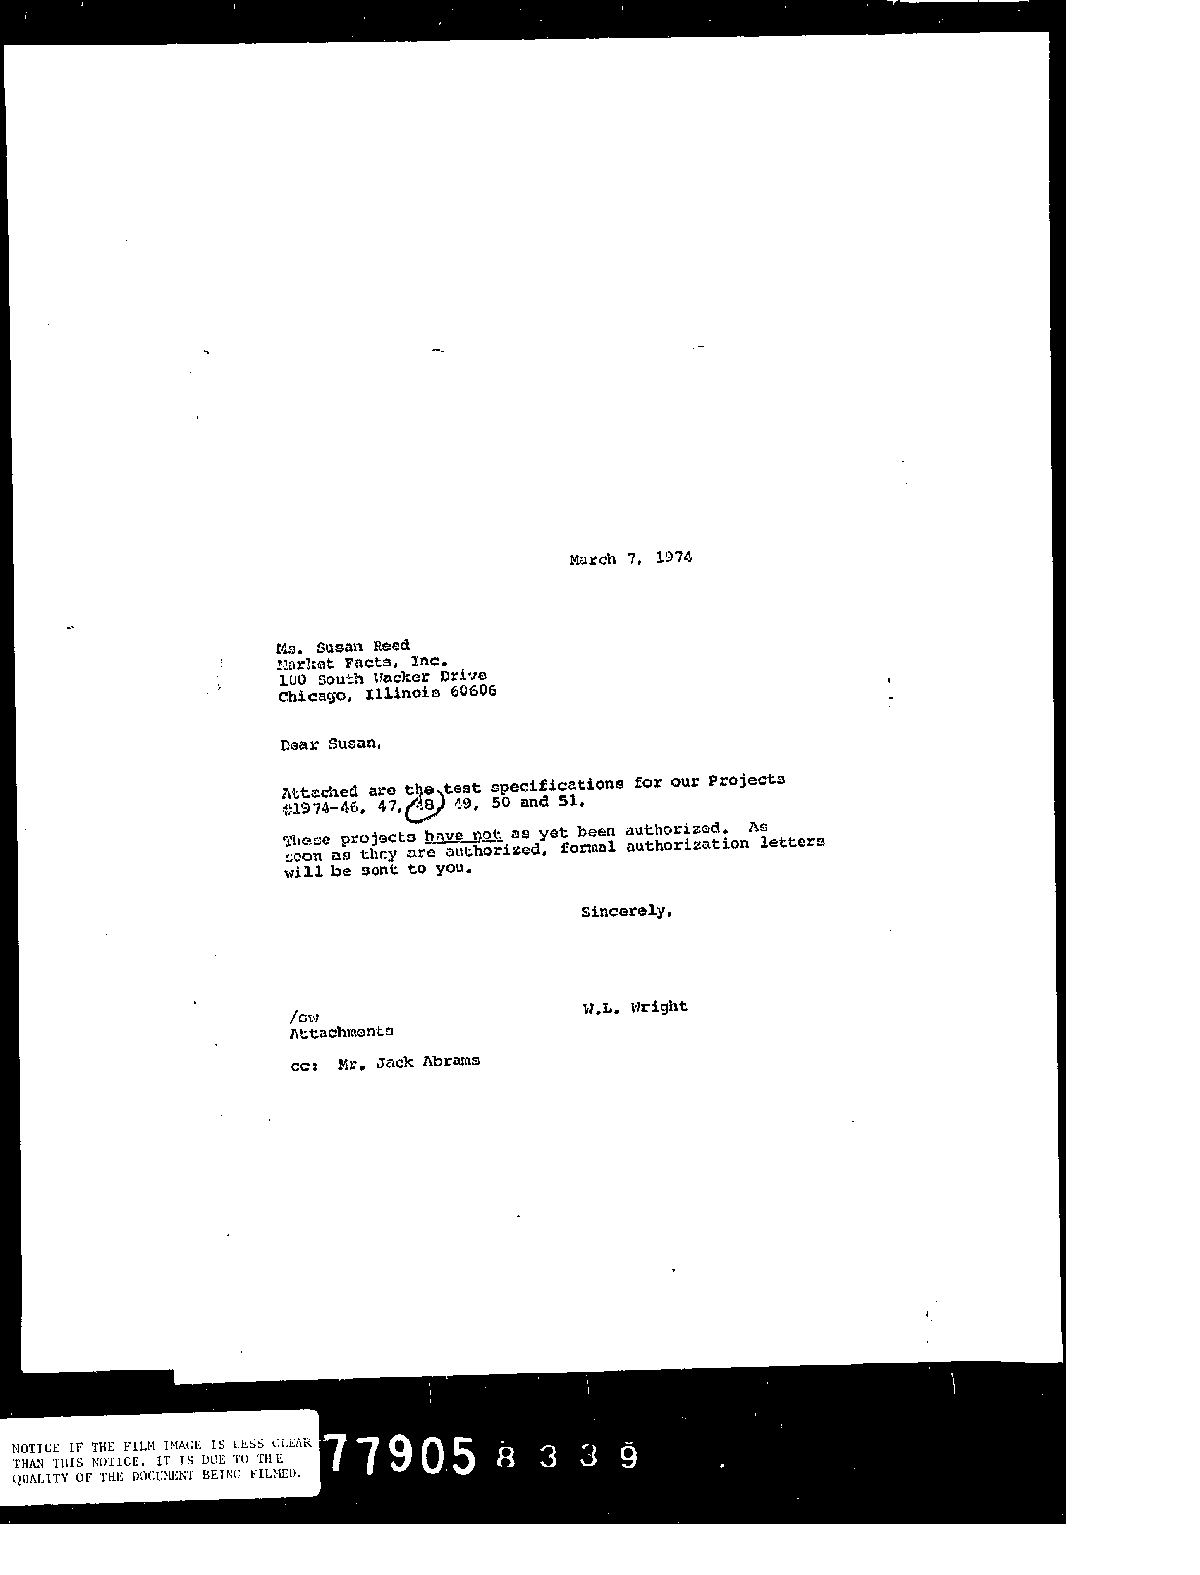 March 7, 1974
Ms. Susan Reed
Market Facts, Inc.
100 South Wacker Drive
Chicago, Illinois 60606
Dear Susan,
Attached are the test specifications for our Projects
#1974-46, 47, 48, 49, 50 and 51.
These projects have not as yet been authorized. As
soon as they are authorized, formal authorization letters
will be sent to you.
Sincerely,
W.L. Wright
/gw
Attachments
cc: Mr. Jack Abrams
NOTICE IF THE FILM IMAGE IS LESS CLEAR
THAN THIS NOTICE, IT IS DUE TO THE
QUALITY OF THE DOCUMENT BEING FILMED.
77905 8339